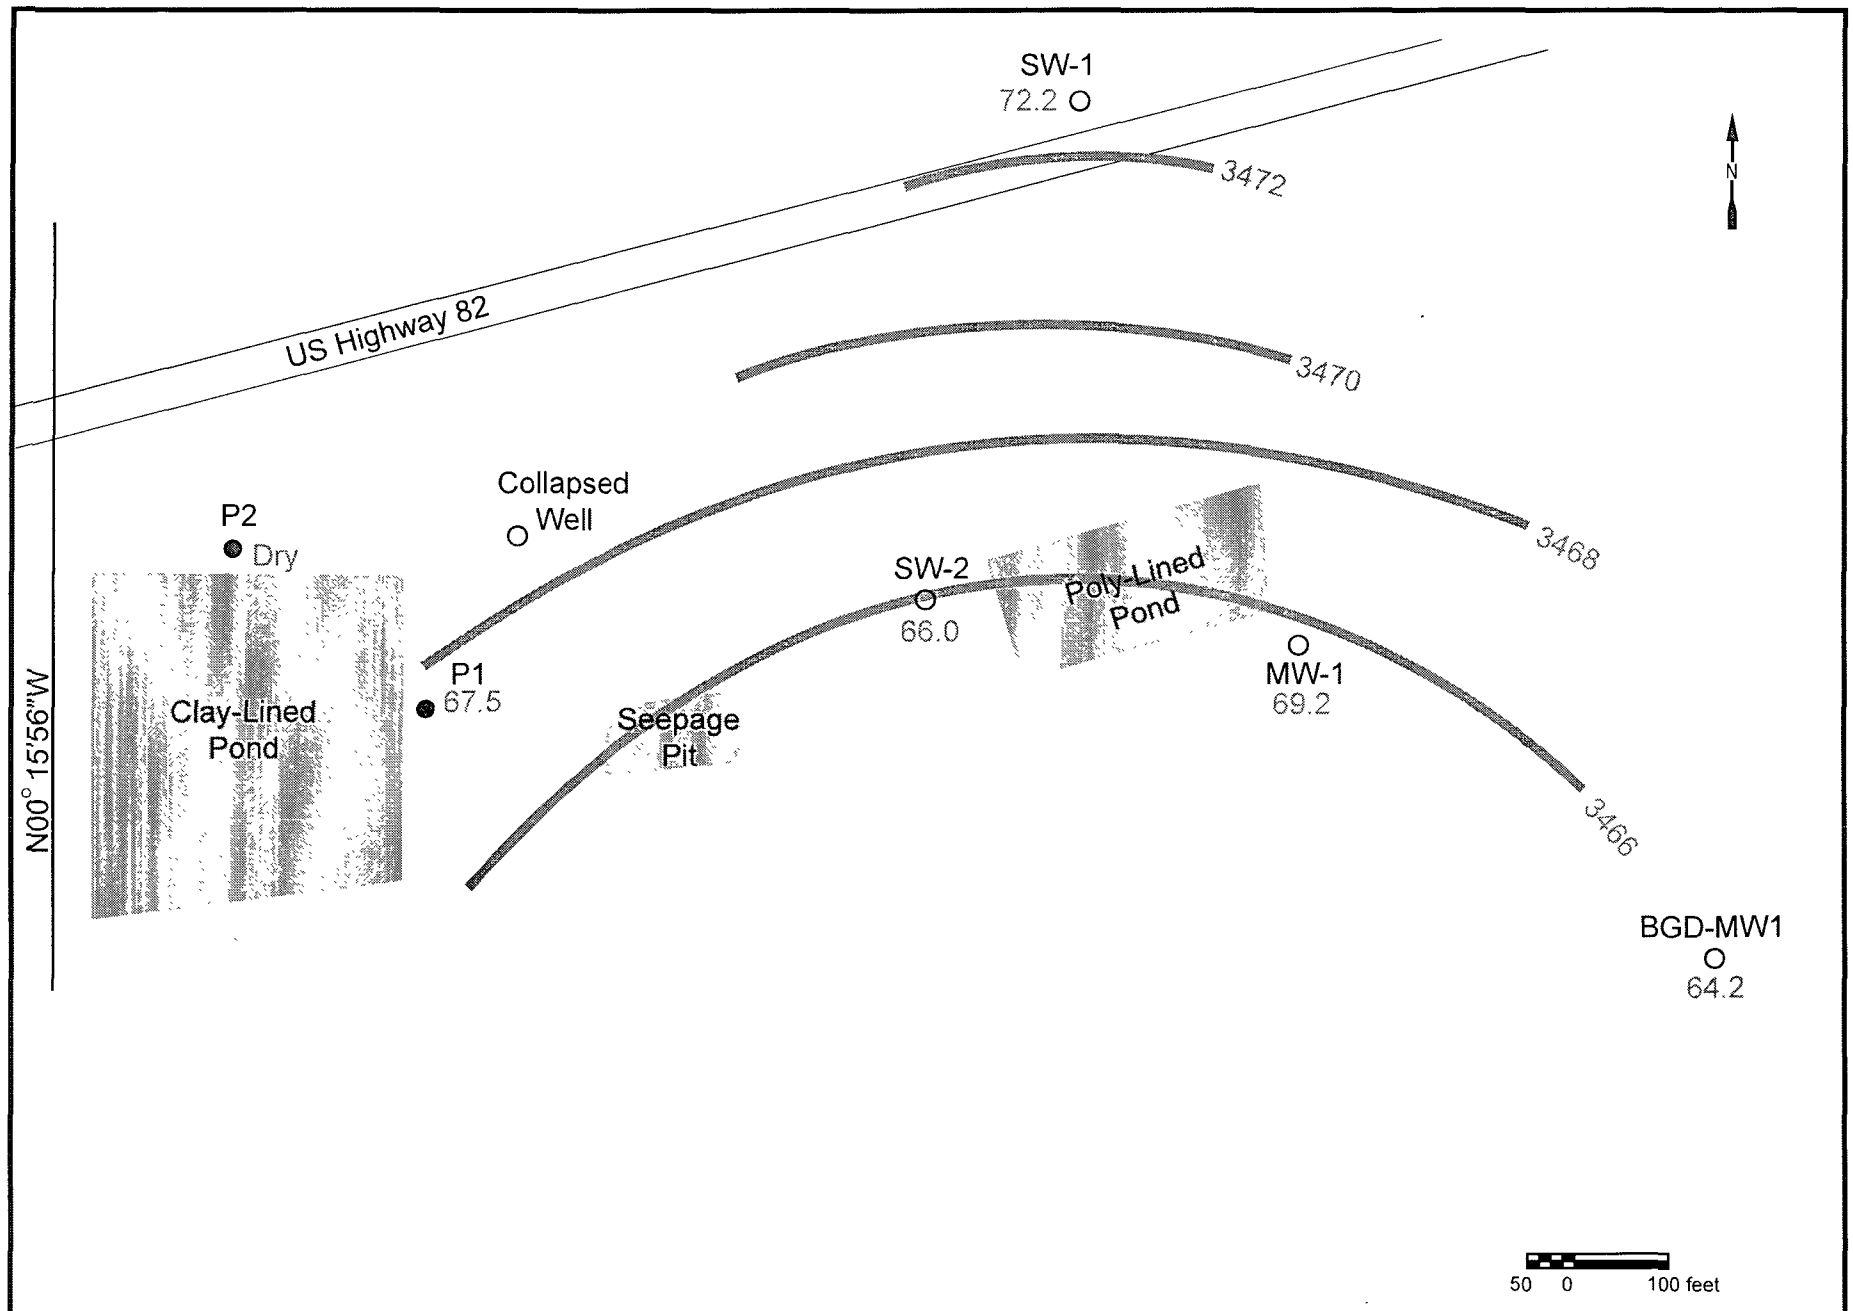 SW-1
72.2
N
3472
US Highway 82
3470
Collapsed
Well
P2
Dry
3468
SW-2
66.0
Poly-Lined
Pond
P1
67.5
MW-1
69.2
Clay-Lined
Pond
Seepage
Pit
N00° 15'56"W
3466
BGD-MW1
64.2
50 0 100 feet